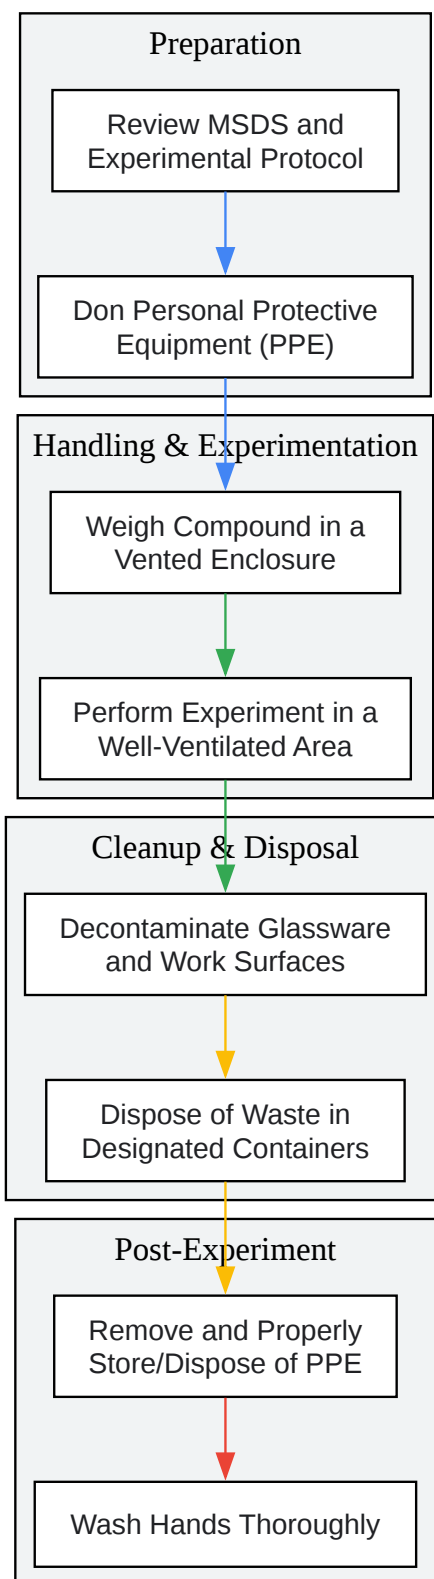 Preparation
Review MSDS and
Experimental Protocol
Don Personal Protective
Equipment (PPE)
Handling & Experimentation
Weigh Compound in a
Vented Enclosure
Perform Experiment in a
Well-Ventilated Area
Cleanup & Disposal
Decontaminate Glassware
and Work Surfaces
Dispose of Waste in
Designated Containers
Post-Experiment
Remove and Properly
Store/Dispose of PPE
Wash Hands Thoroughly